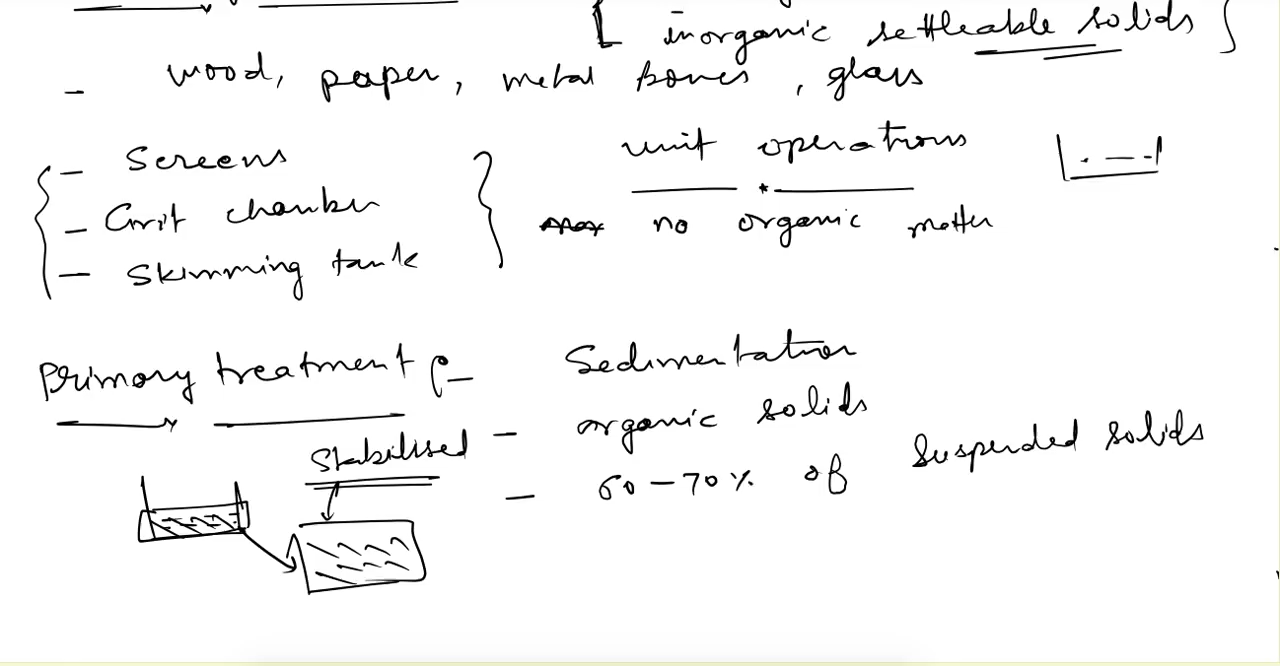 [ inorganic settleable solids }
- wood, paper, metal bones, glass
unit operations
- Screens
- Grit chamber
no organic matter
- Skimming tank
Primary treatment :- Sedimentation
- organic solids
Stabilised
- 60-70% of suspended solids